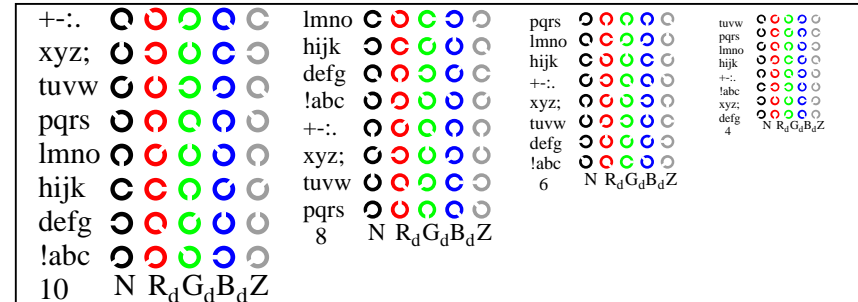 +-:.
xyz;
tuvw
pqrs
lmno
hijk
defg
!abc
10 N RdGdBdZ
lmno
hijk
defg
!abc
+-:.
xyz;
tuvw
pqrs
8 N RdGdBdZ
pqrs
lmno
hijk
+-:.
xyz;
tuvw
defg
!abc
6 N RdGdBdZ
tuvw
pqrs
lmno
hijk
+-:.
!abc
xyz;
defg
4 N RdGdBdZ